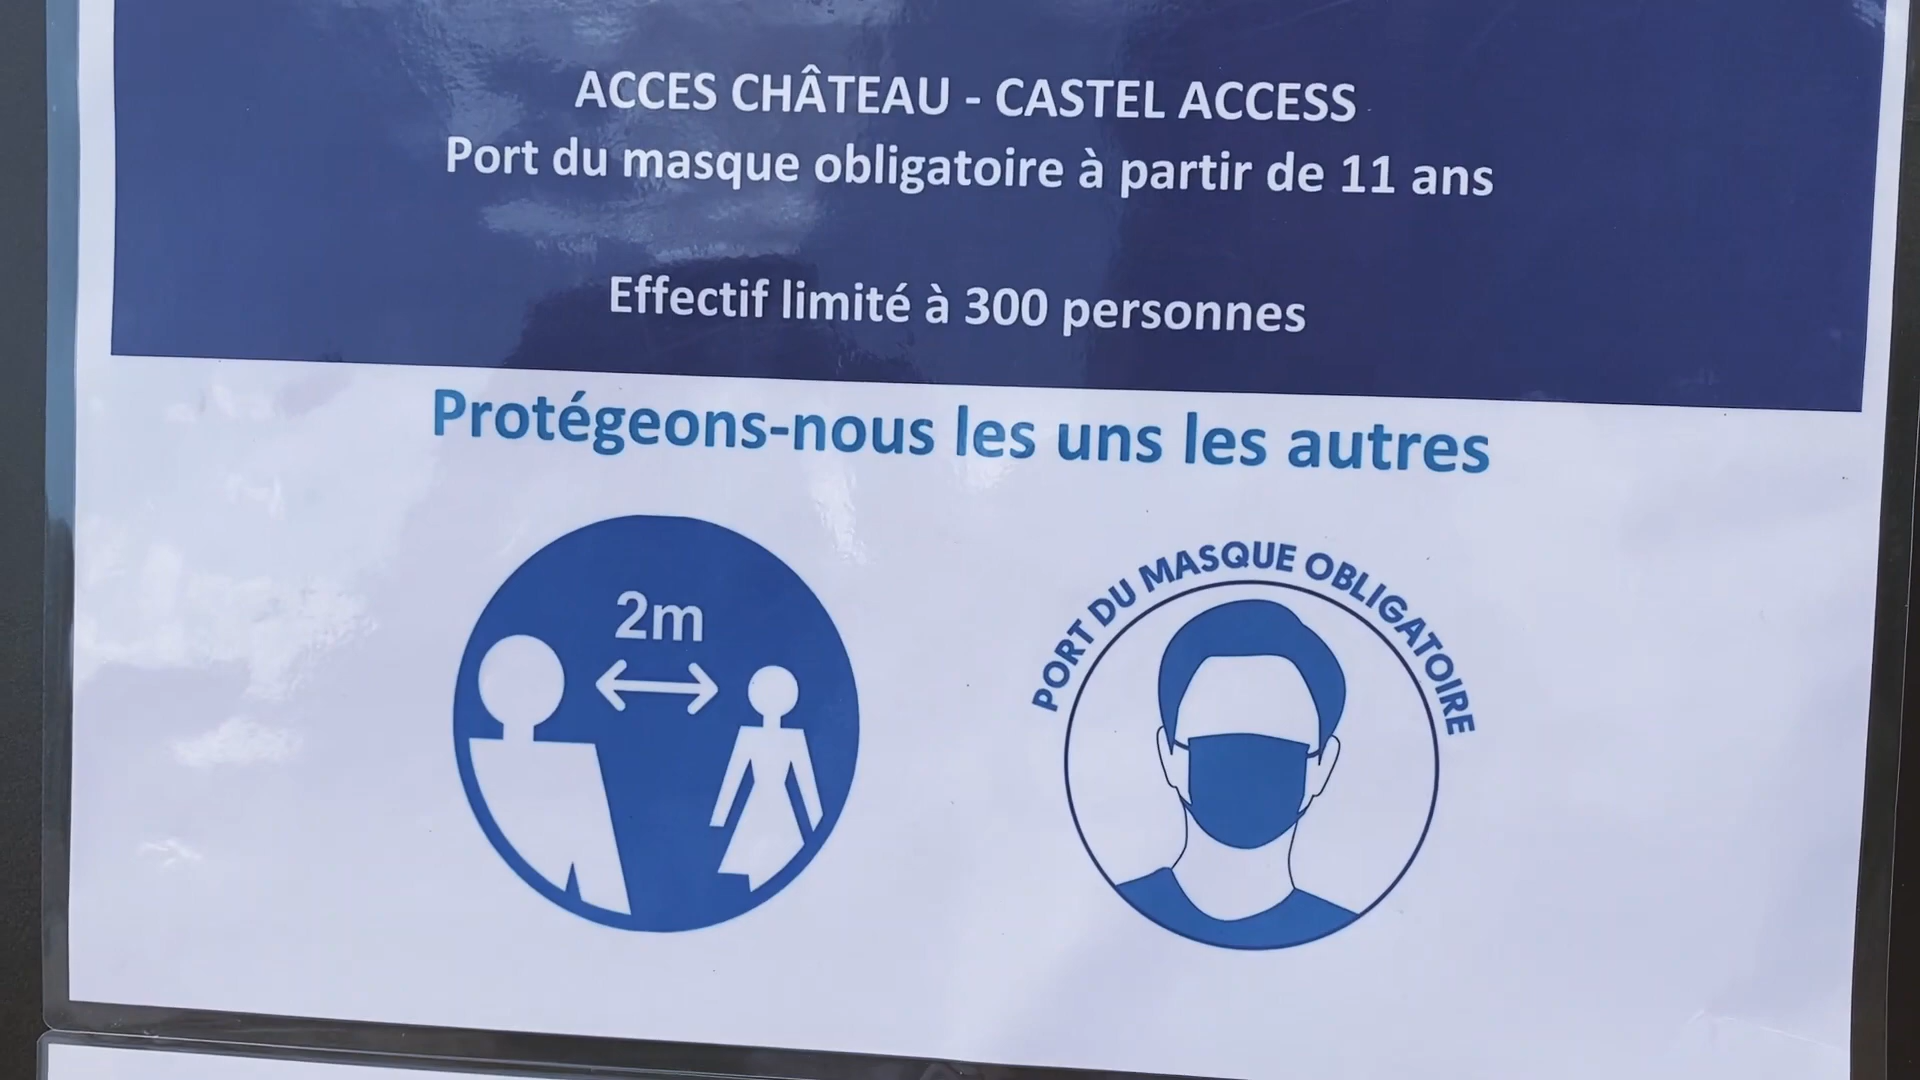 ACCES CHÂTEAU - CASTEL ACCESS
Port du masque obligatoire à partir de 11 ans
Effectif limité à 300 personnes
Protégeons-nous les uns les autres
2m
PORT DU MASQUE OBLIGATOIRE